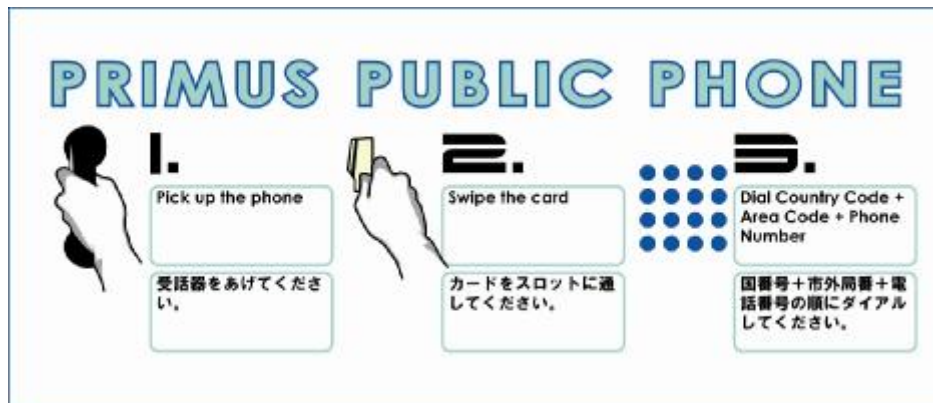 PRIMUS PUBLIC PHONE
1.
Pick up the phone
受話器をあげてくださ
い。
2.
Swipe the card
カードをスロットに通
してください。
3.
Dial Country Code +
Area Code + Phone
Number
国番号＋市外局番＋電
話番号の順にダイアル
してください。